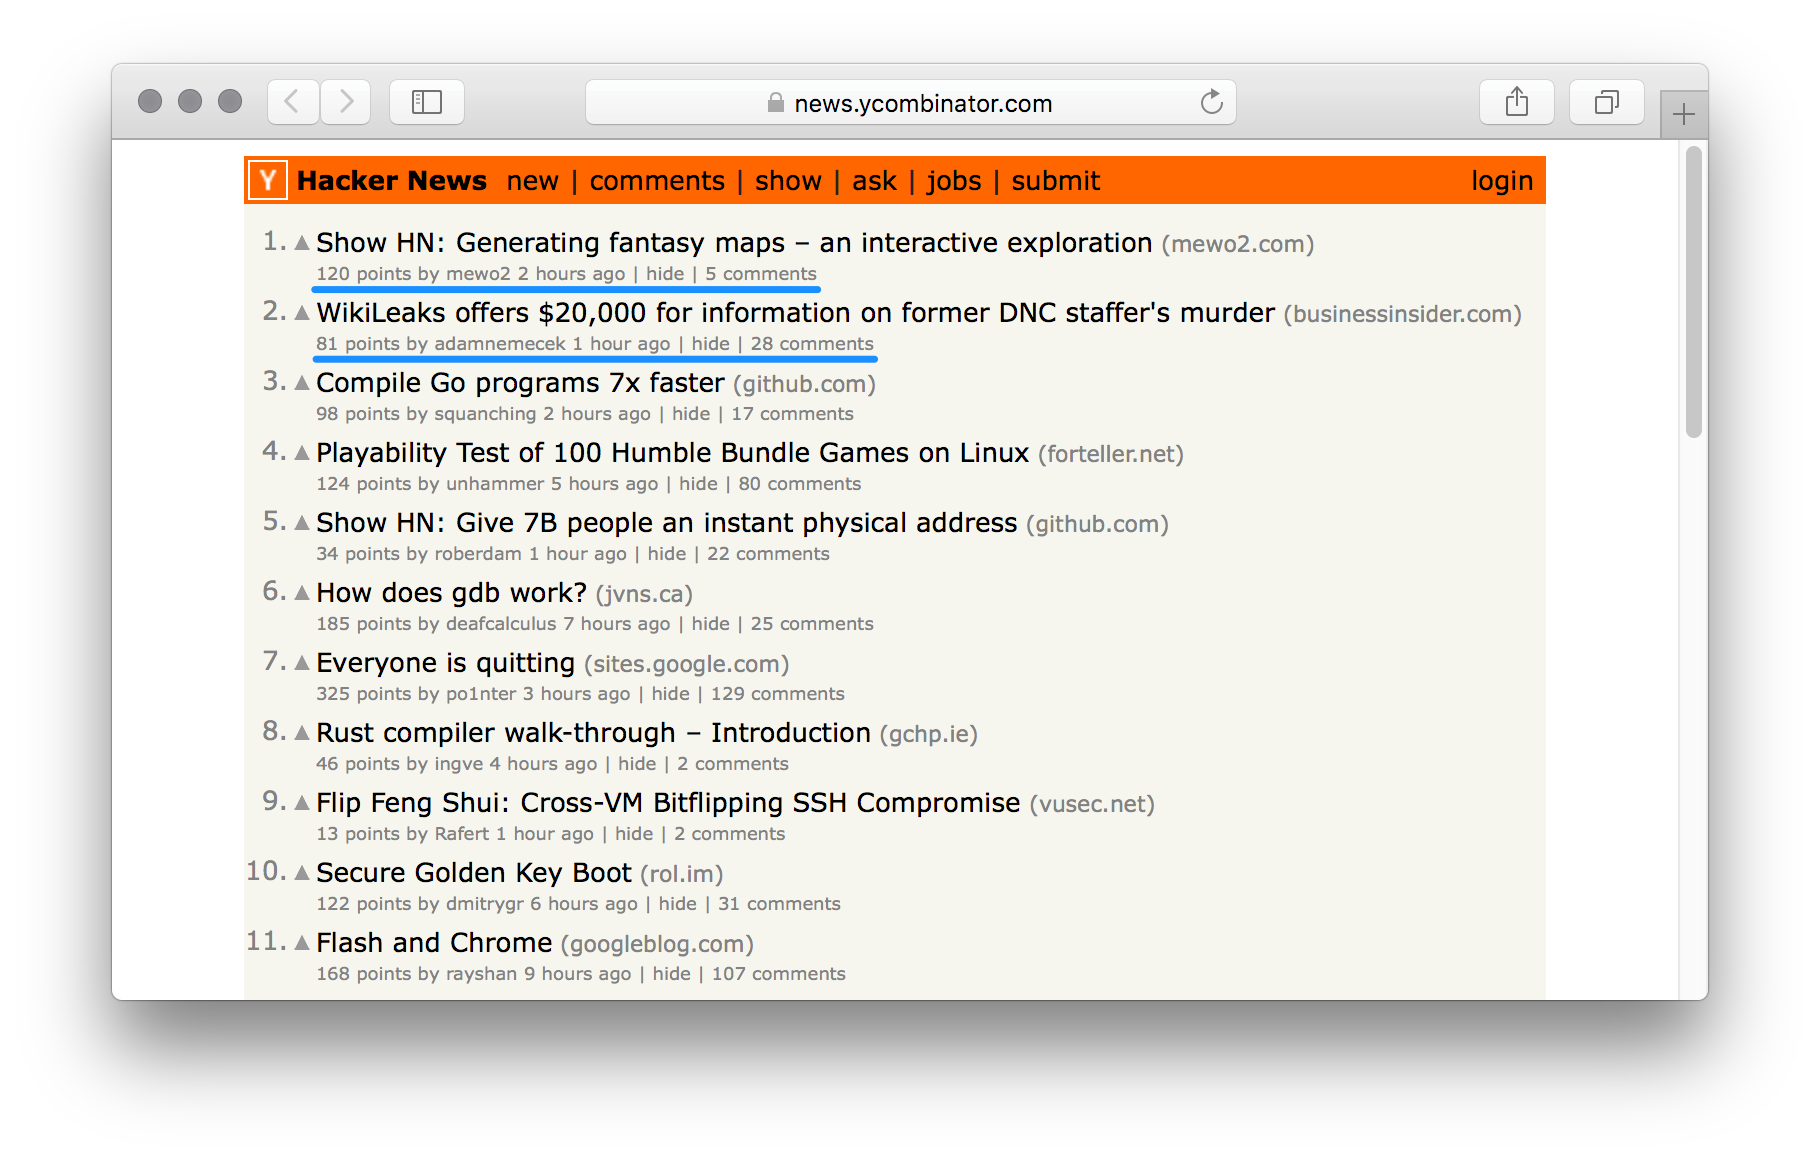 news.ycombinator.com
Y Hacker News new | comments | show | ask | jobs | submit login
1. Show HN: Generating fantasy maps – an interactive exploration (mewo2.com)
120 points by mewo2 2 hours ago | hide | 5 comments
2. WikiLeaks offers $20,000 for information on former DNC staffer's murder (businessinsider.com)
81 points by adamnemecek 1 hour ago | hide | 28 comments
3. Compile Go programs 7x faster (github.com)
98 points by squanching 2 hours ago | hide | 17 comments
4. Playability Test of 100 Humble Bundle Games on Linux (forteller.net)
124 points by unhammer 5 hours ago | hide | 80 comments
5. Show HN: Give 7B people an instant physical address (github.com)
34 points by roberdam 1 hour ago | hide | 22 comments
6. How does gdb work? (jvns.ca)
185 points by deafcalculus 7 hours ago | hide | 25 comments
7. Everyone is quitting (sites.google.com)
325 points by po1nter 3 hours ago | hide | 129 comments
8. Rust compiler walk-through – Introduction (gchp.ie)
46 points by ingve 4 hours ago | hide | 2 comments
9. Flip Feng Shui: Cross-VM Bitflipping SSH Compromise (vusec.net)
13 points by Rafert 1 hour ago | hide | 2 comments
10. Secure Golden Key Boot (rol.im)
122 points by dmitrygr 6 hours ago | hide | 31 comments
11. Flash and Chrome (googleblog.com)
168 points by rayshan 9 hours ago | hide | 107 comments